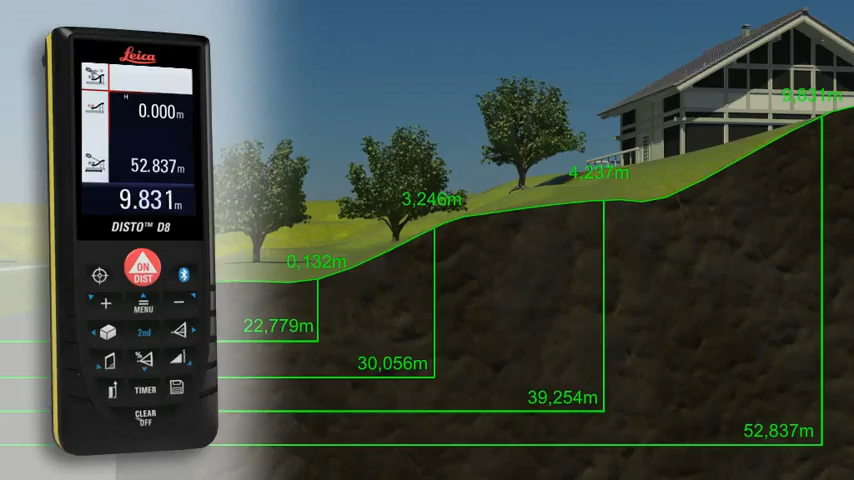 Leica
H
0.000m
52.837m
9.831m
DISTO™ D8
ON
DIST
+
MENU
−
2nd
%
TIMER
CLEAR
OFF
9,831m
4,237m
3,246m
0,132m
22,779m
30,056m
39,254m
52,837m